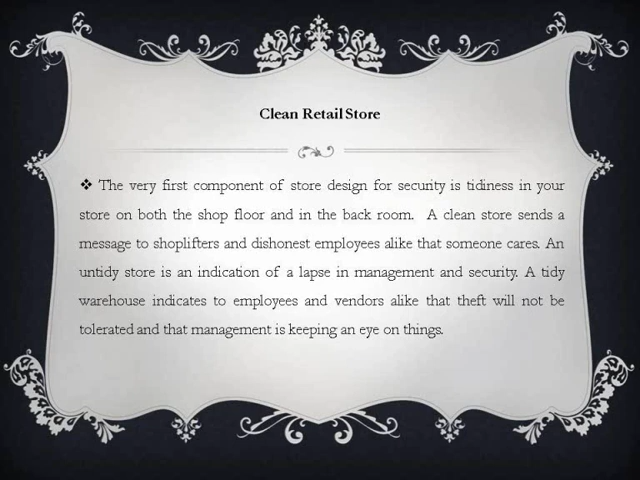 Clean Retail Store
❖ The very first component of store design for security is tidiness in your
store on both the shop floor and in the back room. A clean store sends a
message to shoplifters and dishonest employees alike that someone cares. An
untidy store is an indication of a lapse in management and security. A tidy
warehouse indicates to employees and vendors alike that theft will not be
tolerated and that management is keeping an eye on things.